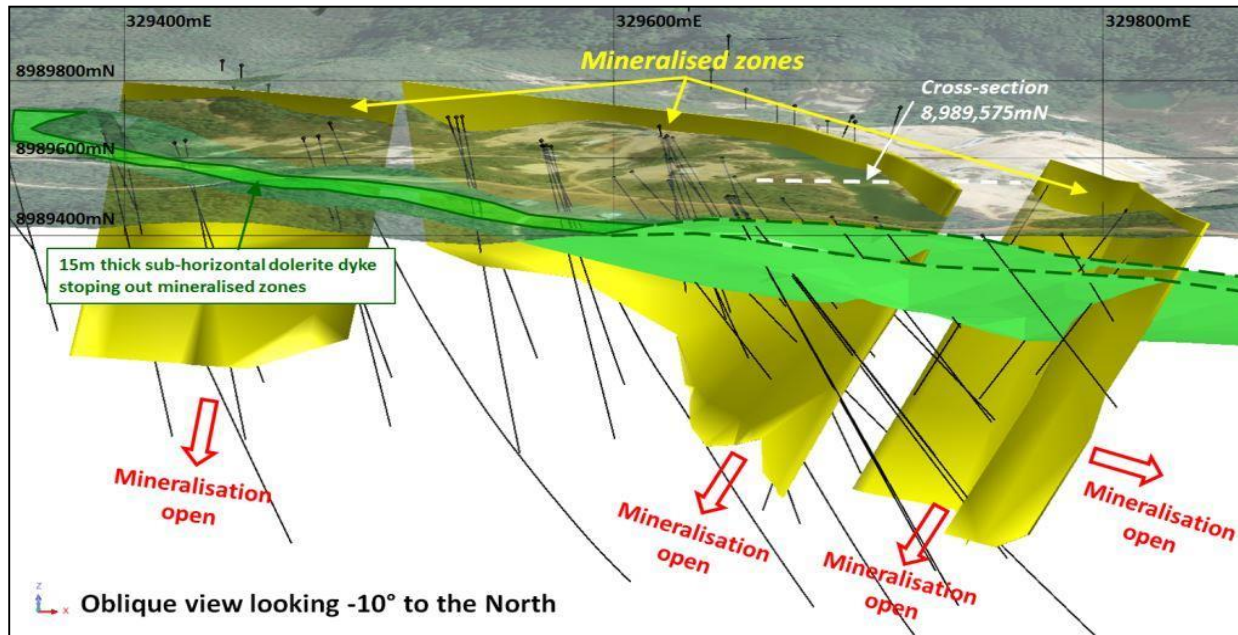 329400mE
329600mE
329800mE
8989800mN
Mineralised zones
Cross-section
8,989,575mN
8989600mN
8989400mN
15m thick sub-horizontal dolerite dyke
stoping out mineralised zones
Mineralisation
open
Mineralisation
open
Mineralisation
open
Mineralisation
open
z
x
Oblique view looking -10° to the North